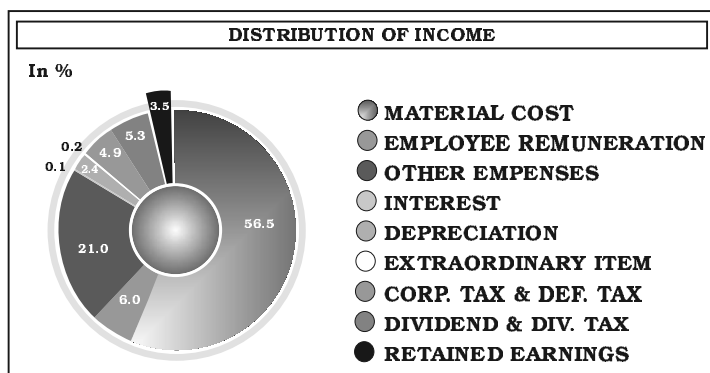 DISTRIBUTION OF INCOME
In %
3.5
5.3
0.2
4.9
0.1
2.4
56.5
21.0
6.0
MATERIAL COST
EMPLOYEE REMUNERATION
OTHER EMPENSES
INTEREST
DEPRECIATION
EXTRAORDINARY ITEM
CORP. TAX & DEF. TAX
DIVIDEND & DIV. TAX
RETAINED EARNINGS